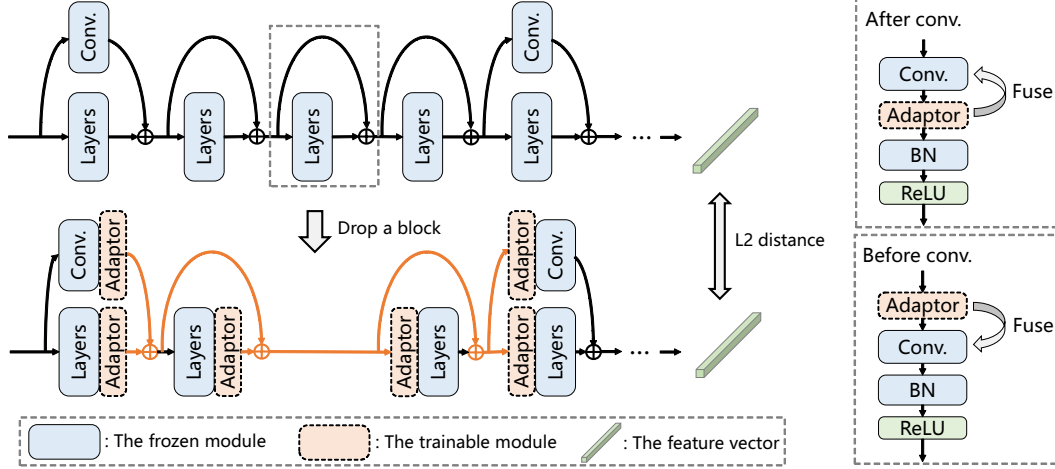 Conv.
Conv.
Layers
Layers
Layers
Layers
Layers
...
Drop a block
L2 distance
Conv.
Adaptor
Adaptor
Conv.
Layers
Adaptor
Layers
Adaptor
Adaptor
Layers
Adaptor
Layers
...
: The frozen module
: The trainable module
: The feature vector
After conv.
Conv.
Fuse
Adaptor
BN
ReLU
Before conv.
Adaptor
Fuse
Conv.
BN
ReLU